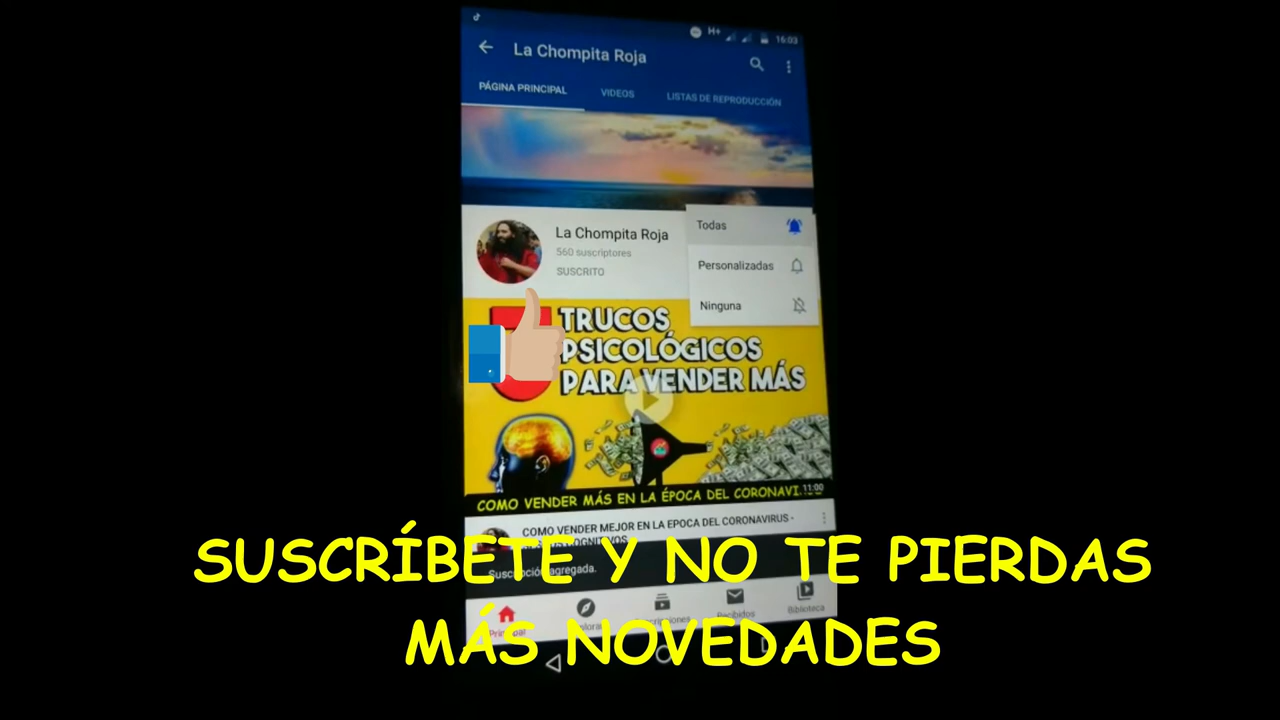 H+ 16:03
La Chompita Roja
PÁGINA PRINCIPAL VIDEOS LISTAS DE REPRODUCCIÓN
La Chompita Roja
560 suscriptores
SUSCRITO
Todas
Personalizadas
Ninguna
TRUCOS
PSICOLÓGICOS
PARA VENDER MÁS
COMO VENDER MÁS EN LA ÉPOCA DEL CORONAVI
11:00
COMO VENDER MEJOR EN LA EPOCA DEL CORONAVIRUS -
agregada.
Biblioteca
SUSCRÍBETE Y NO TE PIERDAS
MÁS NOVEDADES